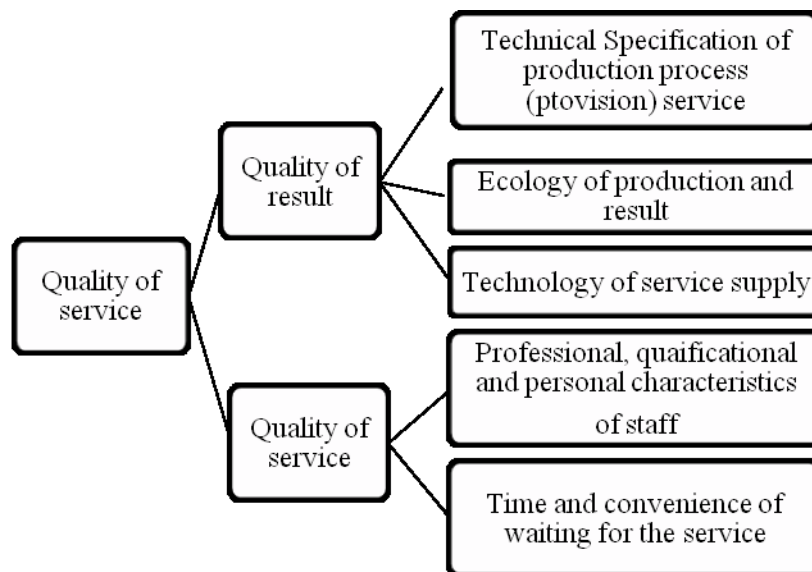 Technical Specification of
production process
(ptovision) service
Quality of
result
Ecology of production and
result
Quality of
service
Technology of service supply
Professional, quaificational
and personal characteristics
of staff
Quality of
service
Time and convenience of
waiting for the service